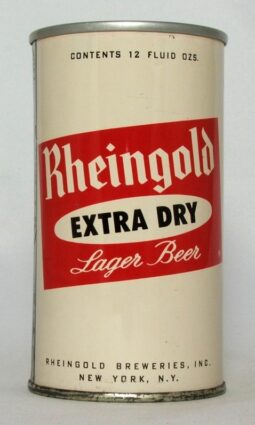 CONTENTS 12 FLUID OZS.
Rheingold
EXTRA DRY
Lager Beer
RHEINGOLD BREWERIES, INC.
NEW YORK, N.Y.